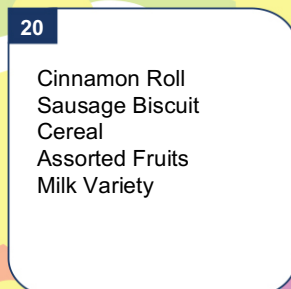 20
Cinnamon Roll
Sausage Biscuit
Cereal
Assorted Fruits
Milk Variety